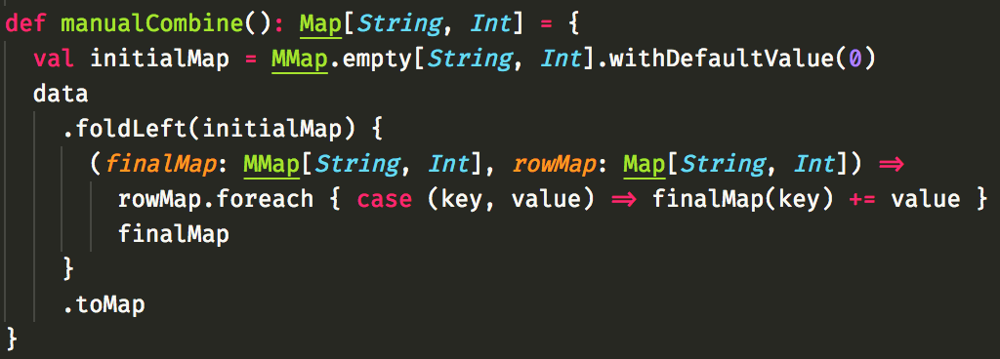 def manualCombine(): Map[String, Int] = {
  val initialMap = MMap.empty[String, Int].withDefaultValue(0)
  data
    .foldLeft(initialMap) {
      (finalMap: MMap[String, Int], rowMap: Map[String, Int]) ⇒
        rowMap.foreach { case (key, value) ⇒ finalMap(key) += value }
        finalMap
    }
    .toMap
}